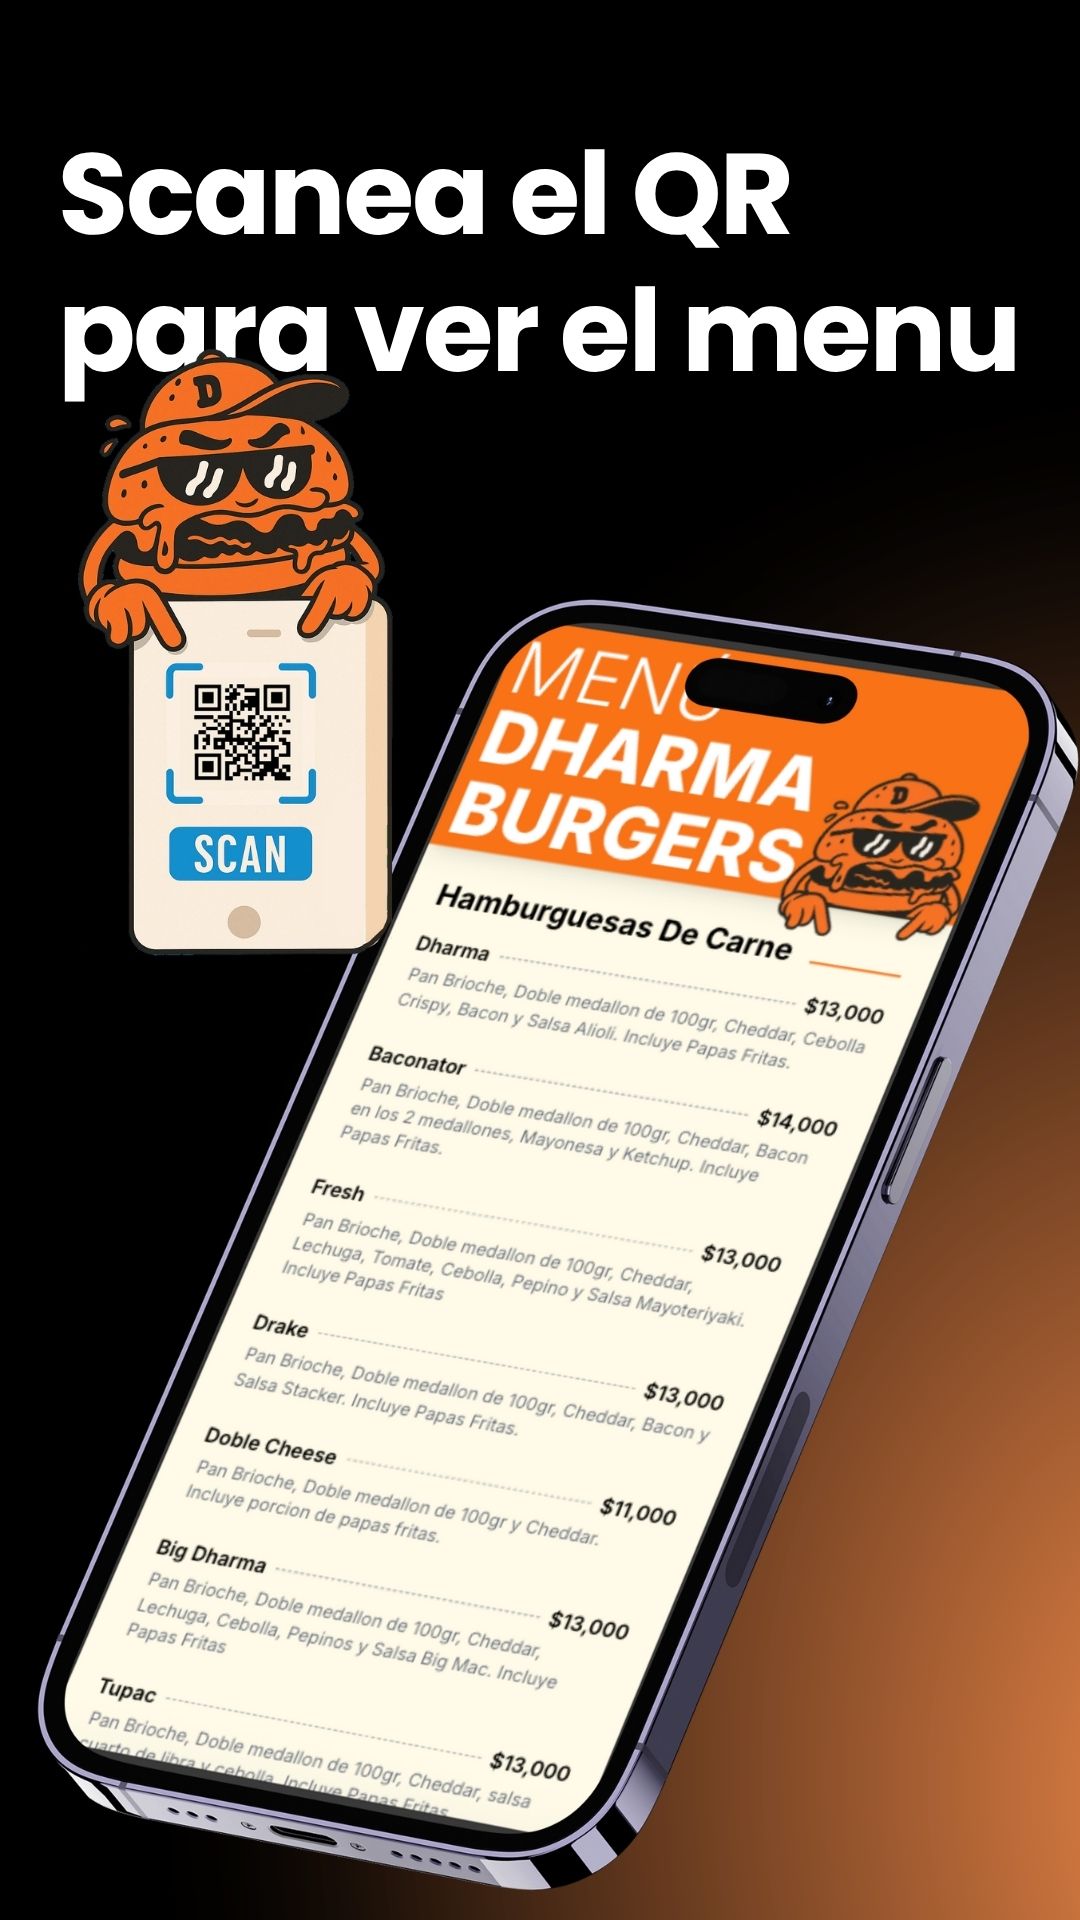 Scanea el QR
para ver el menu
D
SCAN
MENÚ
DHARMA
BURGERS
D
Hamburguesas De Carne
Dharma $13,000
Pan Brioche, Doble medallon de 100gr, Cheddar, Cebolla
Crispy, Bacon y Salsa Alioli. Incluye Papas Fritas.
Baconator $14,000
Pan Brioche, Doble medallon de 100gr, Cheddar, Bacon
en los 2 medallones, Mayonesa y Ketchup. Incluye
Papas Fritas.
Fresh $13,000
Pan Brioche, Doble medallon de 100gr, Cheddar,
Lechuga, Tomate, Cebolla, Pepino y Salsa Mayoteriyaki.
Incluye Papas Fritas
Drake $13,000
Pan Brioche, Doble medallon de 100gr, Cheddar, Bacon y
Salsa Stacker. Incluye Papas Fritas.
Doble Cheese $11,000
Pan Brioche, Doble medallon de 100gr y Cheddar.
Incluye porcion de papas fritas.
Big Dharma $13,000
Pan Brioche, Doble medallon de 100gr, Cheddar,
Lechuga, Cebolla, Pepinos y Salsa Big Mac. Incluye
Papas Fritas
Tupac $13,000
Pan Brioche, Doble medallon de 100gr, Cheddar, salsa
cuarto de libra y cebolla. Incluye Papas Fritas